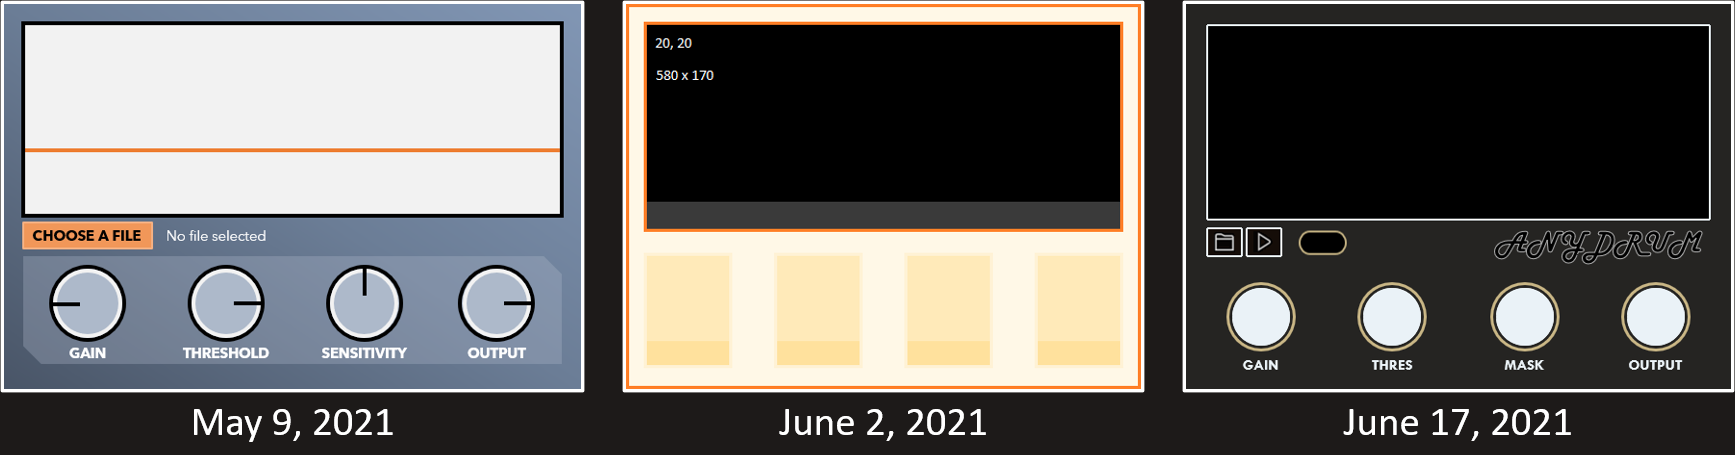 CHOOSE A FILE No file selected
GAIN THRESHOLD SENSITIVITY OUTPUT
May 9, 2021
20, 20
580 x 170
June 2, 2021
ANYDRUM
GAIN THRES MASK OUTPUT
June 17, 2021